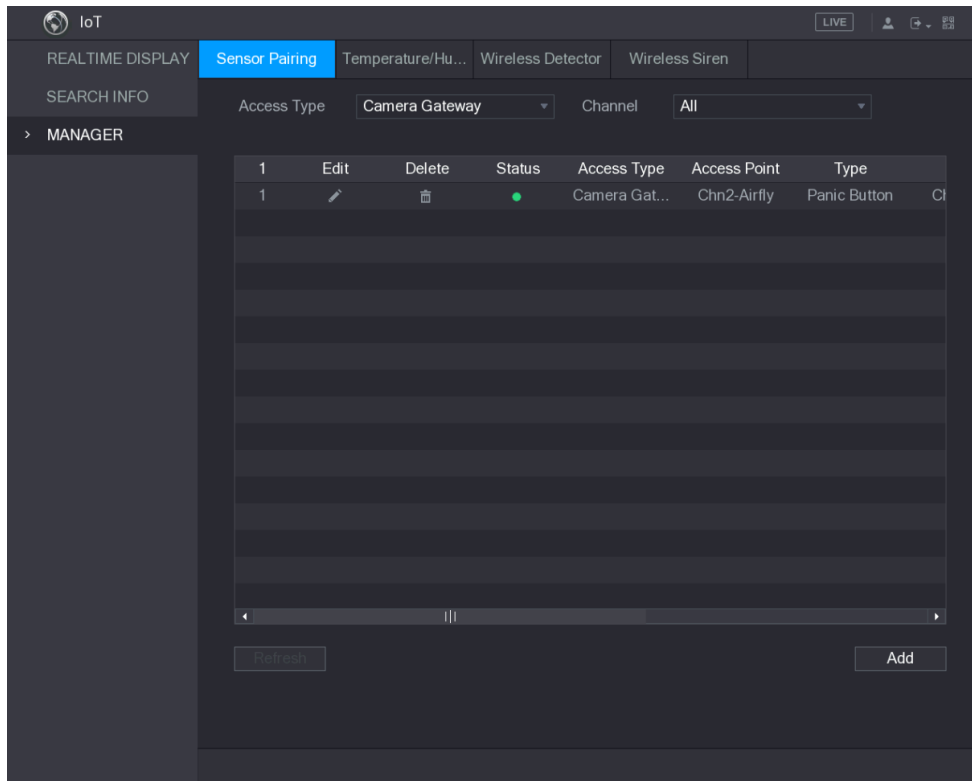 IoT LIVE
REALTIME DISPLAY
SEARCH INFO
> MANAGER
Sensor Pairing Temperature/Hu... Wireless Detector Wireless Siren
Access Type Camera Gateway Channel All
1 Edit Delete Status Access Type Access Point Type
1 Camera Gat... Chn2-Airfly Panic Button
Refresh Add